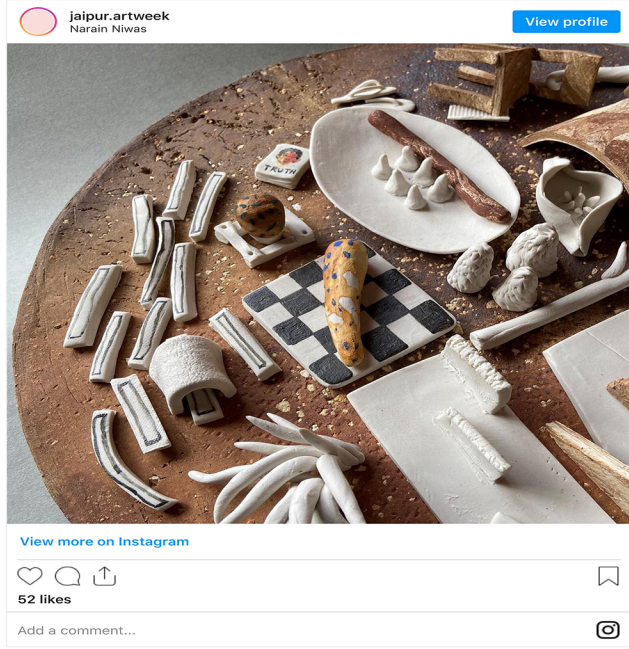 jaipur.artweek
Narain Niwas
View profile
TRUTH
View more on Instagram
52 likes
Add a comment...